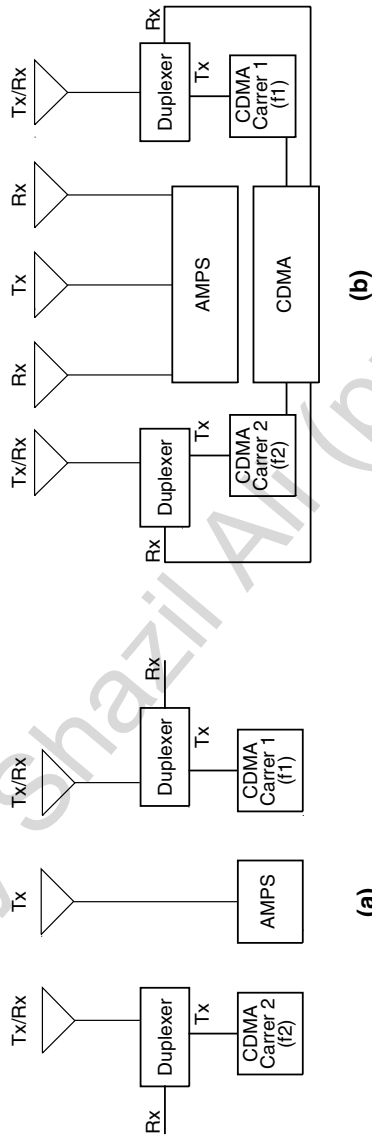 Tx/Rx
Tx
Tx/Rx
Rx
Duplexer
Tx
Duplexer
Tx
Rx
CDMA
Carrer 2
(f2)
AMPS
CDMA
Carrer 1
(f1)
(a)
Tx/Rx
Rx
Tx
Rx
Tx/Rx
Rx
Duplexer
Tx
Duplexer
Tx
Rx
AMPS
CDMA
Carrer 2
(f2)
CDMA
CDMA
Carrer 1
(f1)
(b)
Shazil Ali